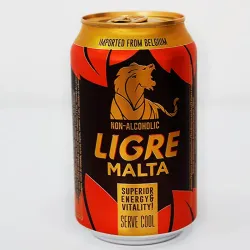 IMPORTED FROM BELGIUM
NON-ALCOHOLIC
LIGRE
MALTA
SUPERIOR
ENERGY &
VITALITY!
SERVE COOL